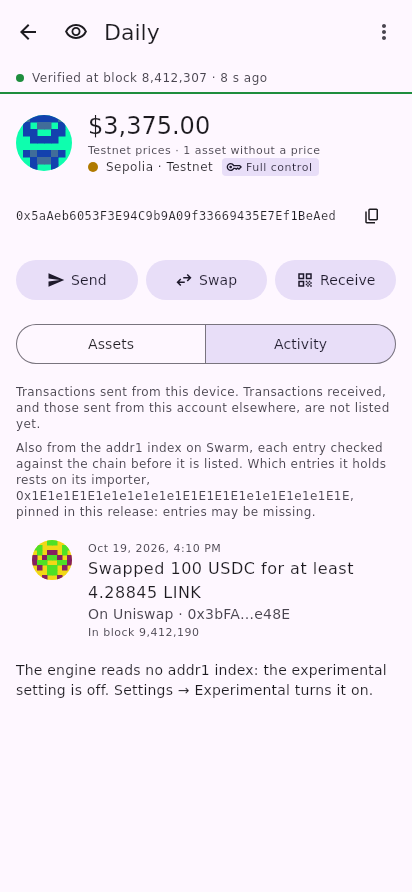 Daily
Verified at block 8,412,307 · 8 s ago
$3,375.00
Testnet prices · 1 asset without a price
Sepolia · Testnet Full control
0x5aAeb6053F3E94C9b9A09f33669435E7Ef1BeAed
Send Swap Receive
Assets Activity
Transactions sent from this device. Transactions received,
and those sent from this account elsewhere, are not listed
yet.
Also from the addr1 index on Swarm, each entry checked
against the chain before it is listed. Which entries it holds
rests on its importer,
0x1E1e1E1E1e1e1e1e1e1E1E1E1E1e1E1e1e1e1E1E,
pinned in this release: entries may be missing.
Oct 19, 2026, 4:10 PM
Swapped 100 USDC for at least
4.28845 LINK
On Uniswap · 0x3bFA…e48E
In block 9,412,190
The engine reads no addr1 index: the experimental
setting is off. Settings → Experimental turns it on.